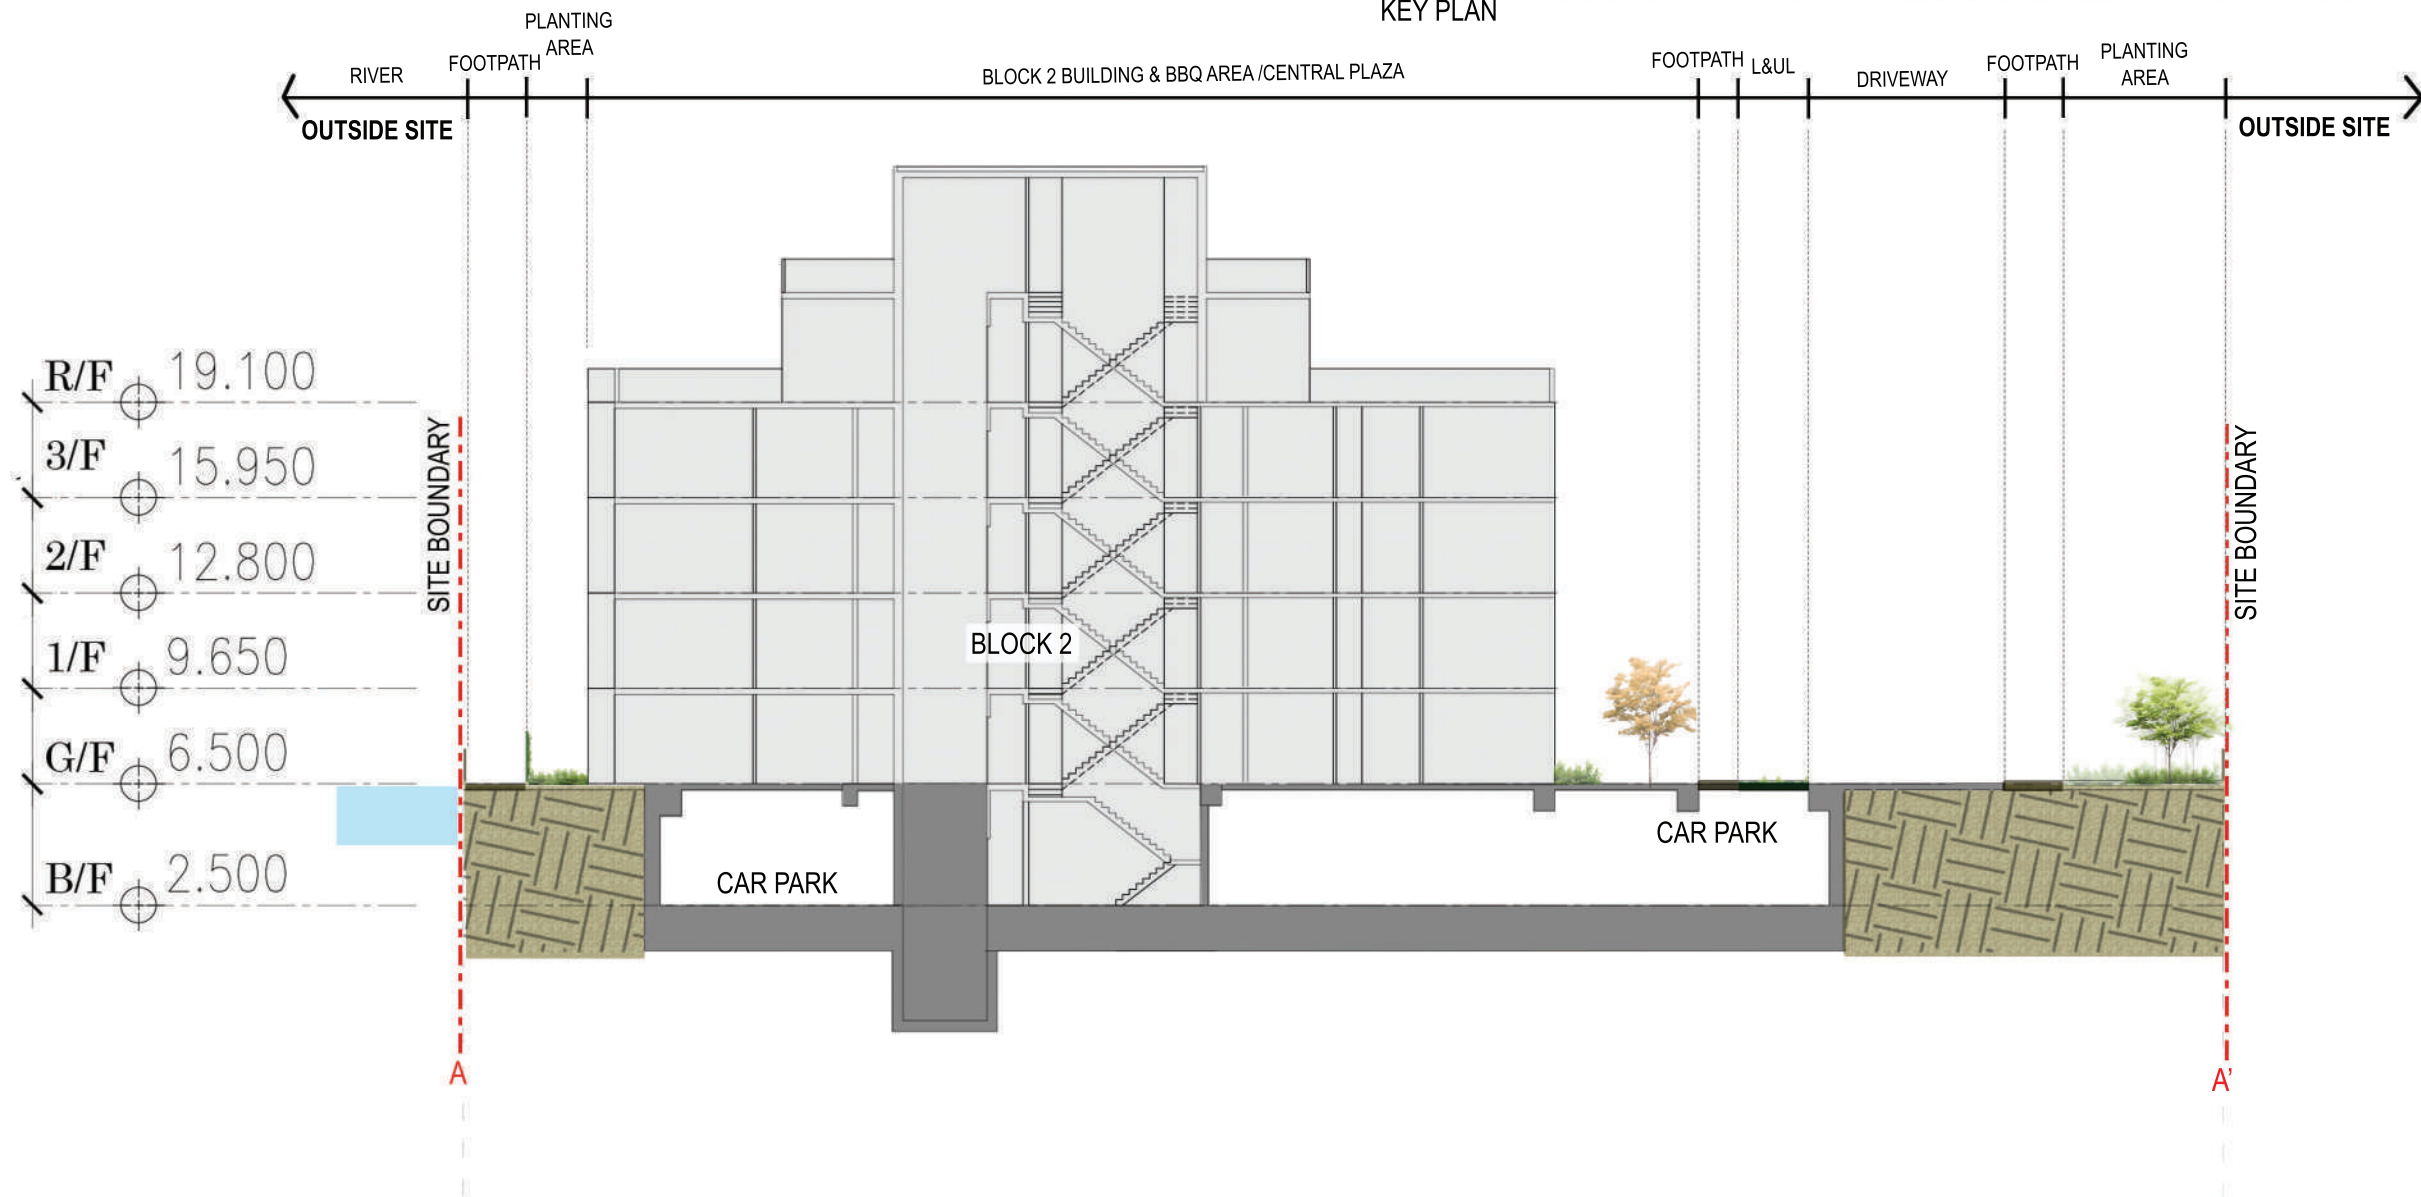 KEY PLAN
RIVER
FOOTPATH
PLANTING
AREA
BLOCK 2 BUILDING & BBQ AREA /CENTRAL PLAZA
FOOTPATH
L&UL
DRIVEWAY
FOOTPATH
PLANTING
AREA
OUTSIDE SITE
OUTSIDE SITE
R/F 19.100
3/F 15.950
2/F 12.800
1/F 9.650
G/F 6.500
B/F 2.500
SITE BOUNDARY
SITE BOUNDARY
BLOCK 2
CAR PARK
CAR PARK
A
A'